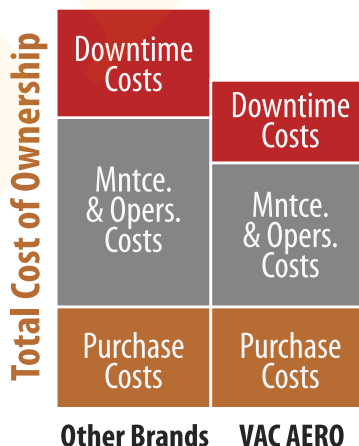 Total Cost of Ownership
Downtime
Costs
Mntce.
& Opers.
Costs
Purchase
Costs
Other Brands
Downtime
Costs
Mntce.
& Opers.
Costs
Purchase
Costs
VAC AERO